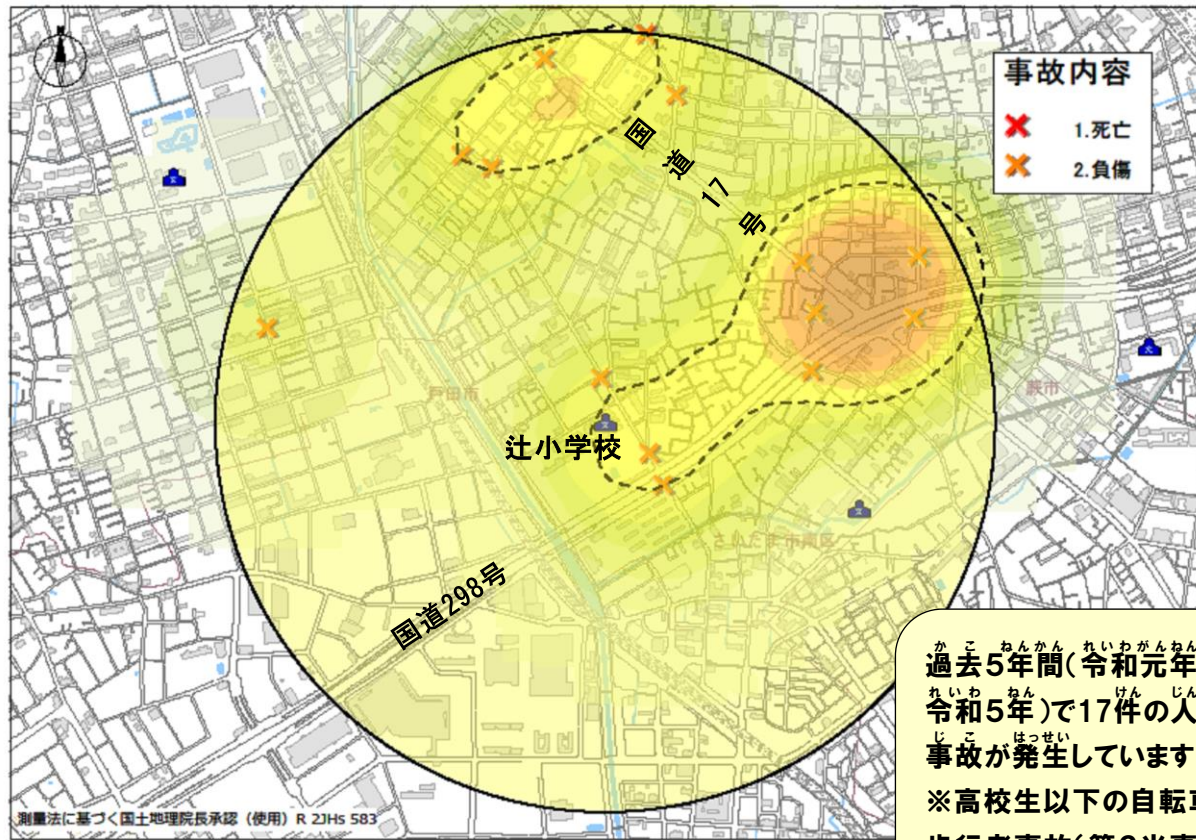 N
事故内容
1.死亡
2.負傷
国道17号
戸田市
蕨市
辻小学校
さいたま市南区
国道298号
測量法に基づく国土地理院長承認（使用）R 2JHs 583
過去5年間(令和元年
令和5年)で17件の人
事故が発生しています
※高校生以下の自転